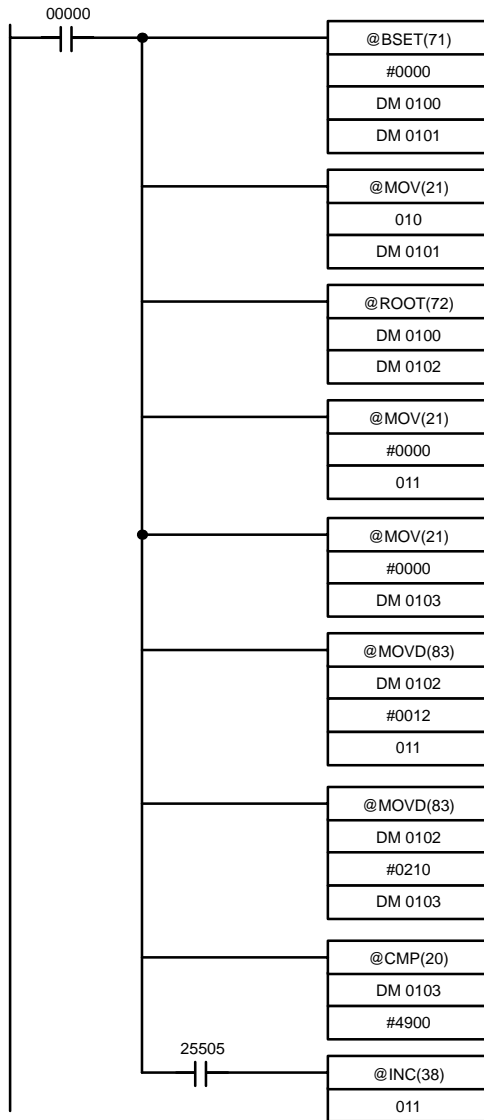 00000
@BSET(71)
#0000
DM 0100
DM 0101
@MOV(21)
010
DM 0101
@ROOT(72)
DM 0100
DM 0102
@MOV(21)
#0000
011
@MOV(21)
#0000
DM 0103
@MOVD(83)
DM 0102
#0012
011
@MOVD(83)
DM 0102
#0210
DM 0103
@CMP(20)
DM 0103
#4900
25505
@INC(38)
011